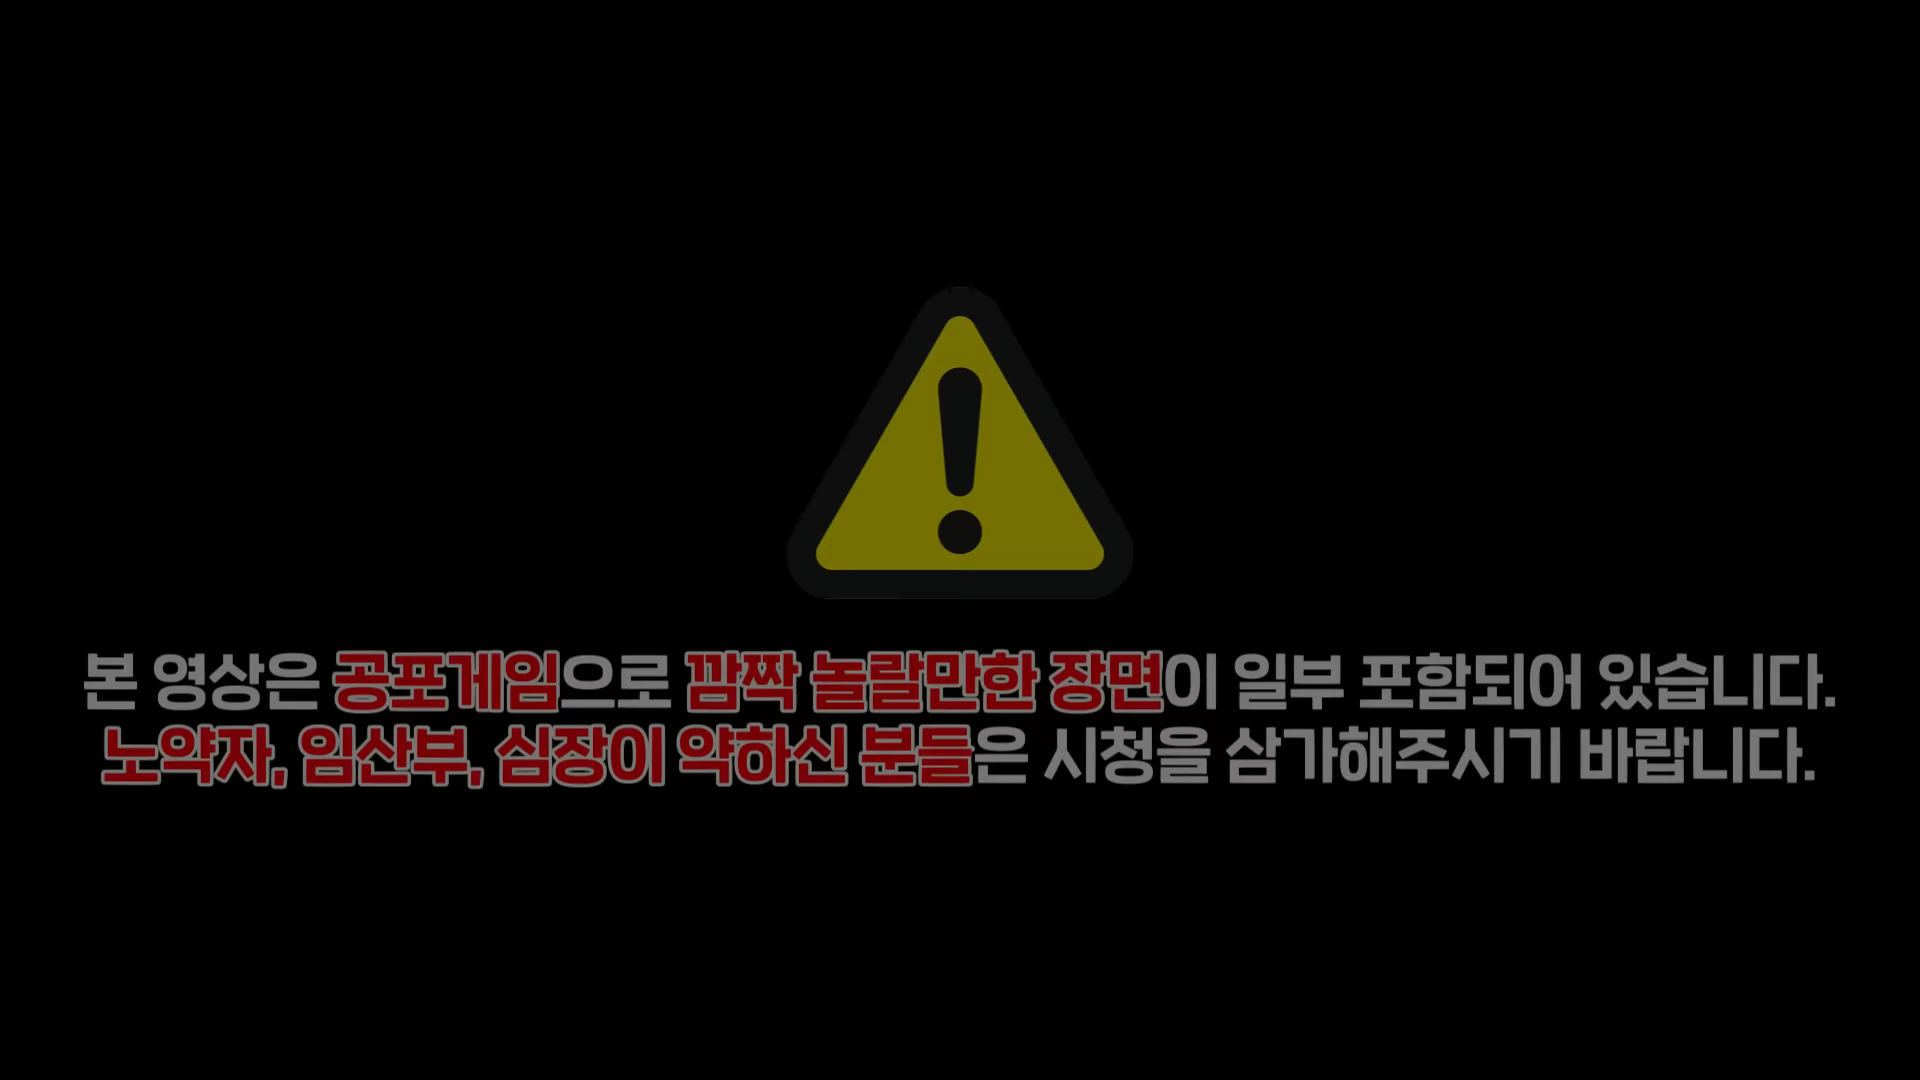 본 영상은 공포게임으로 깜짝 놀랄만한 장면이 일부 포함되어 있습니다.
노약자, 임산부, 심장이 약하신 분들은 시청을 삼가해주시기 바랍니다.